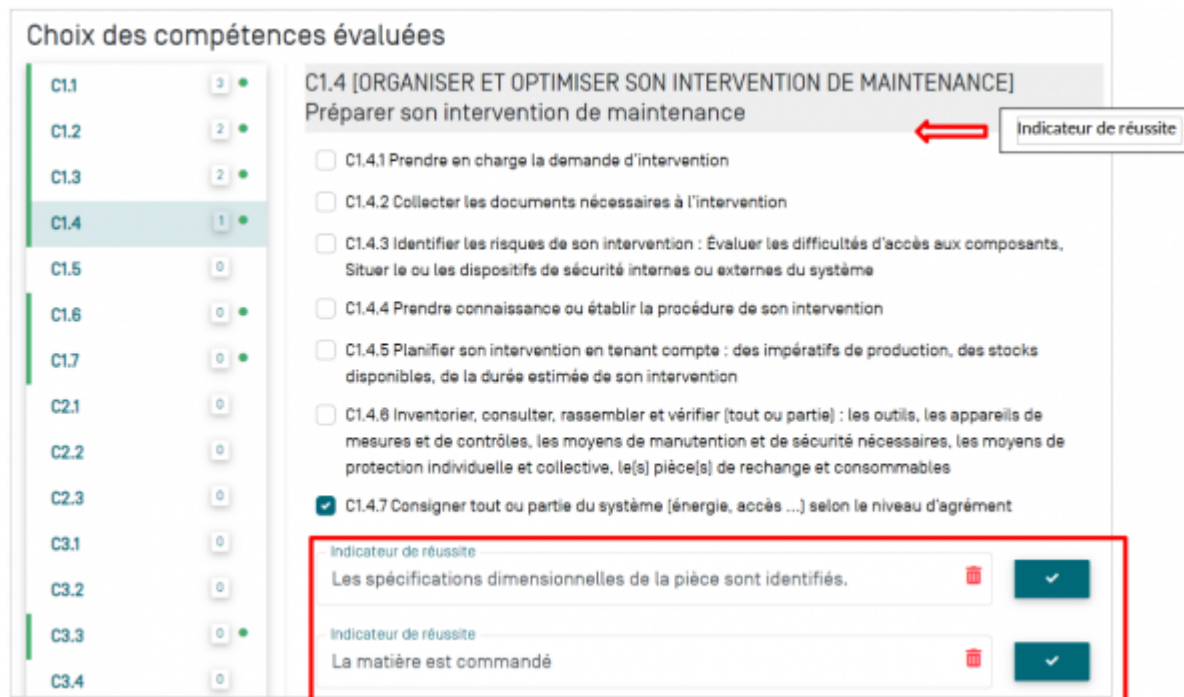 Choix des compétences évaluées
C1.1 3
C1.2 2
C1.3 2
C1.4 1
C1.5 0
C1.6 0
C1.7 0
C2.1 0
C2.2 0
C2.3 0
C3.1 0
C3.2 0
C3.3 0
C3.4 0
C1.4 [ORGANISER ET OPTIMISER SON INTERVENTION DE MAINTENANCE]
Préparer son intervention de maintenance
Indicateur de réussite
C1.4.1 Prendre en charge la demande d'intervention
C1.4.2 Collecter les documents nécessaires à l'intervention
C1.4.3 Identifier les risques de son intervention : Évaluer les difficultés d'accès aux composants,
Situer le ou les dispositifs de sécurité internes ou externes du système
C1.4.4 Prendre connaissance ou établir la procédure de son intervention
C1.4.5 Planifier son intervention en tenant compte : des impératifs de production, des stocks
disponibles, de la durée estimée de son intervention
C1.4.6 Inventorier, consulter, rassembler et vérifier (tout ou partie) : les outils, les appareils de
mesures et de contrôles, les moyens de manutention et de sécurité nécessaires, les moyens de
protection individuelle et collective, le(s) pièce(s) de rechange et consommables
C1.4.7 Consigner tout ou partie du système (énergie, accès ...) selon le niveau d'agrément
Indicateur de réussite
Les spécifications dimensionnelles de la pièce sont identifiés.
Indicateur de réussite
La matière est commandé